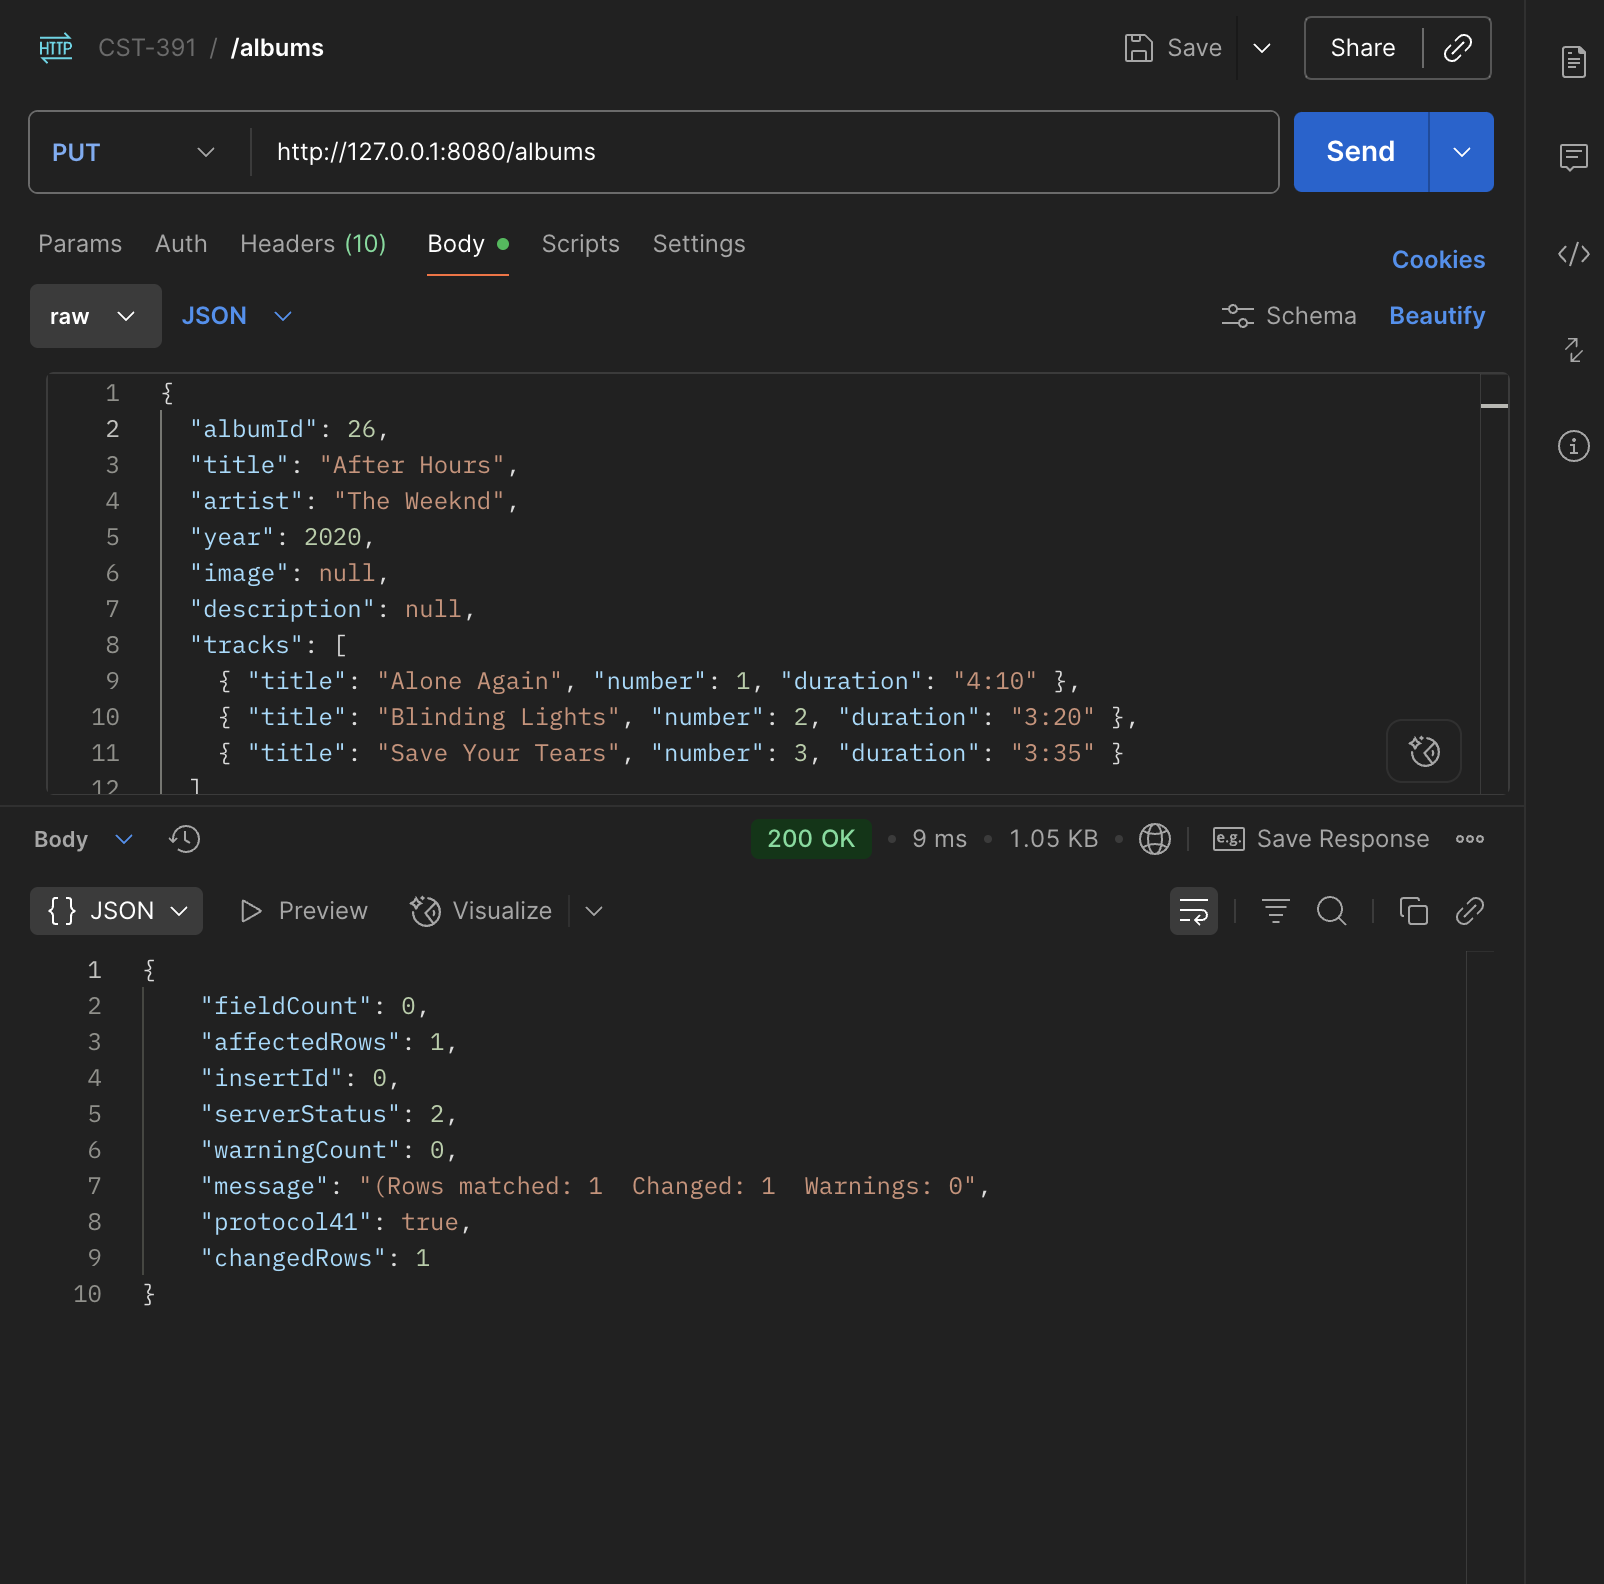 HTTP CST-391 / /albums Save Share
PUT http://127.0.0.1:8080/albums Send
Params Auth Headers (10) Body Scripts Settings Cookies
raw JSON Schema Beautify
1 {
2 "albumId": 26,
3 "title": "After Hours",
4 "artist": "The Weeknd",
5 "year": 2020,
6 "image": null,
7 "description": null,
8 "tracks": [
9 { "title": "Alone Again", "number": 1, "duration": "4:10" },
10 { "title": "Blinding Lights", "number": 2, "duration": "3:20" },
11 { "title": "Save Your Tears", "number": 3, "duration": "3:35" }
12 ]
Body 200 OK • 9 ms • 1.05 KB • e.g. Save Response
{} JSON Preview Visualize
1 {
2 "fieldCount": 0,
3 "affectedRows": 1,
4 "insertId": 0,
5 "serverStatus": 2,
6 "warningCount": 0,
7 "message": "(Rows matched: 1  Changed: 1  Warnings: 0",
8 "protocol41": true,
9 "changedRows": 1
10 }